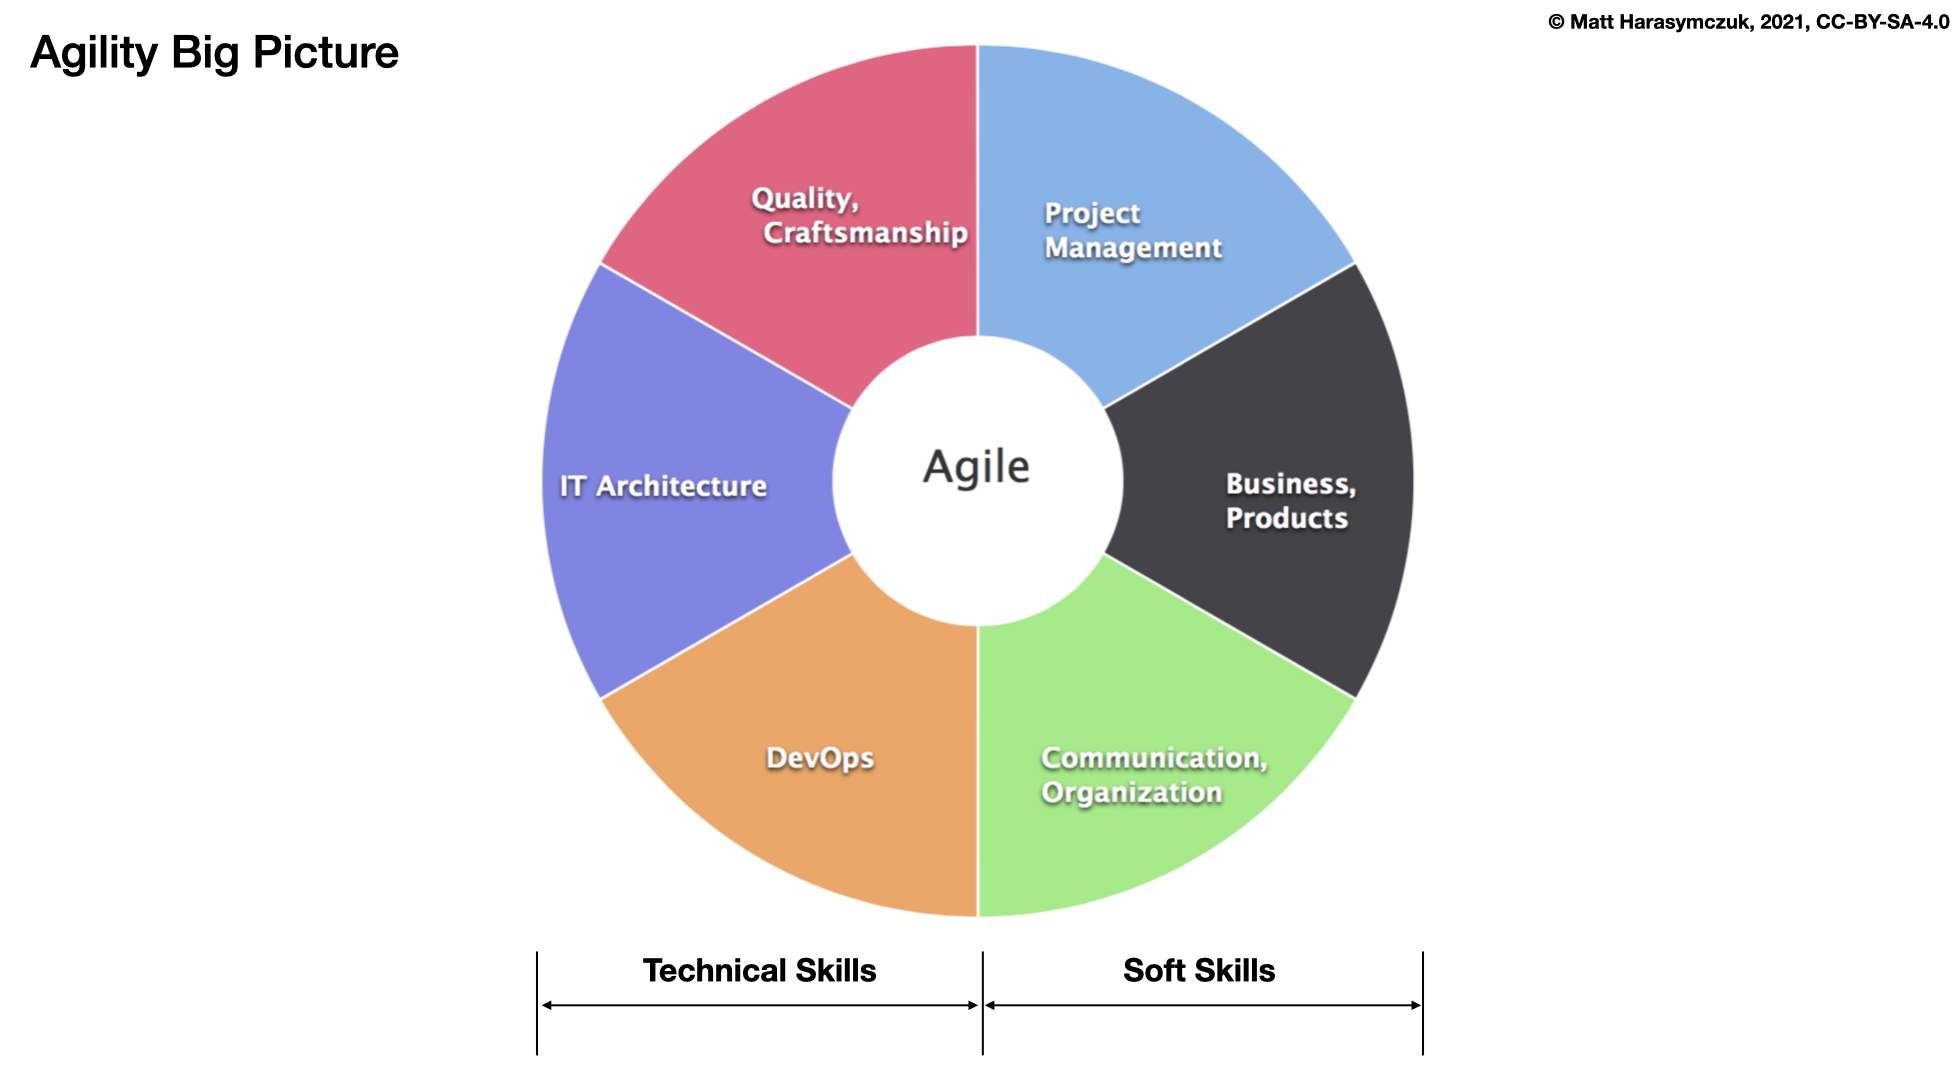 Agility Big Picture
© Matt Harasymczuk, 2021, CC-BY-SA-4.0
Quality,
Craftsmanship
Project
Management
IT Architecture
Agile
Business,
Products
DevOps
Communication,
Organization
Technical Skills
Soft Skills